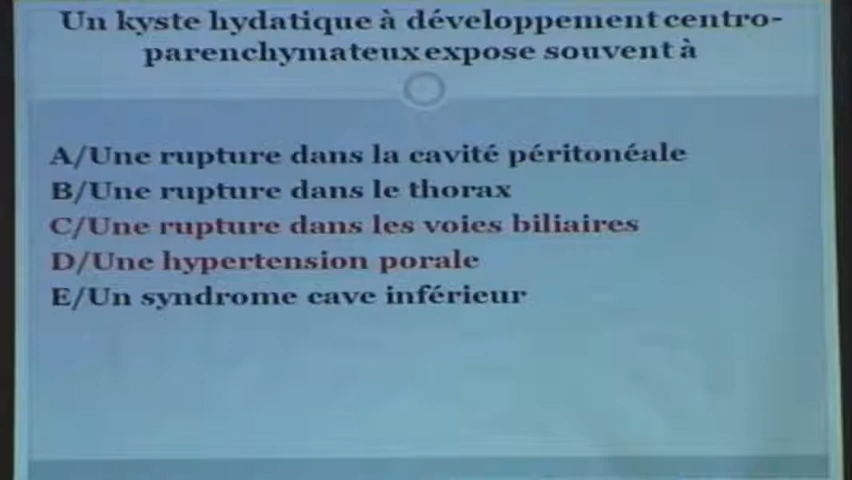 Un kyste hydatique à développement centro-
parenchymateux expose souvent à
A/Une rupture dans la cavité péritonéale
B/Une rupture dans le thorax
C/Une rupture dans les voies biliaires
D/Une hypertension porale
E/Un syndrome cave inférieur